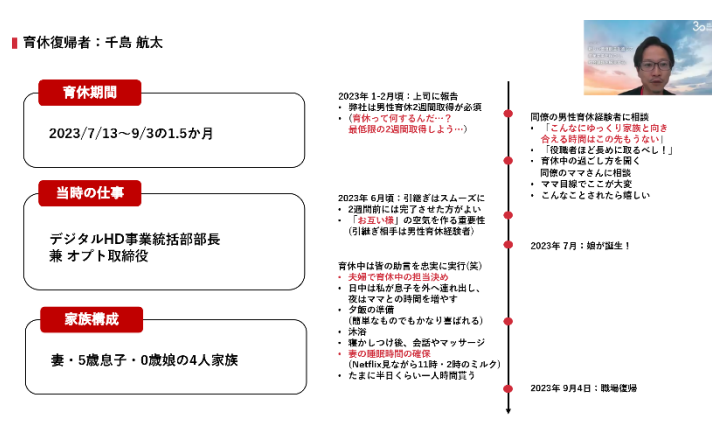 育休復帰者：千島 航太
育休期間
2023/7/13〜9/3の1.5か月
当時の仕事
デジタルHD事業統括部部長
兼 オプト取締役
家族構成
妻・5歳息子・0歳娘の4人家族
2023年 1-2月頃：上司に報告
• 弊社は男性育休2週間取得が必須
• （育休って何するんだ…？
最低限の2週間取得しよう…）
同僚の男性育休経験者に相談
• 「こんなにゆっくり家族と向き
合える時間はこの先もうない」
• 「役職者ほど長めに取るべし！」
• 育休中の過ごし方を聞く
同僚のママさんに相談
• ママ目線でここが大変
• こんなことされたら嬉しい
2023年 6月頃：引継ぎはスムーズに
• 2週間前には完了させた方がよい
• 「お互い様」の空気を作る重要性
（引継ぎ相手は男性育休経験者）
2023年 7月：娘が誕生！
育休中は皆の助言を忠実に実行(笑)
• 夫婦で育休中の担当決め
• 日中は私が息子を外へ連れ出し、
夜はママとの時間を増やす
• 夕飯の準備
（簡単なものでもかなり喜ばれる）
• 沐浴
• 寝かしつけ後、会話やマッサージ
• 妻の睡眠時間の確保
（Netflix見ながら11時・2時のミルク）
• たまに半日くらい一人時間貰う
2023年 9月4日：職場復帰